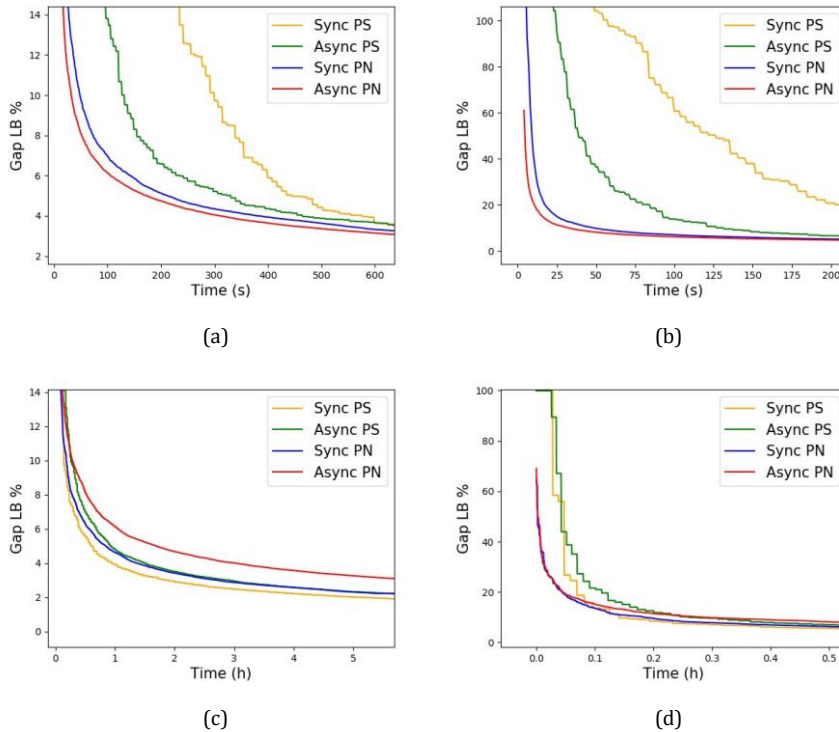 14
12
10
8
6
4
2
Gap LB %
Sync PS
Async PS
Sync PN
Async PN
0 100 200 300 400 500 600
Time (s)
(a)
100
80
60
40
20
0
Gap LB %
Sync PS
Async PS
Sync PN
Async PN
0 25 50 75 100 125 150 175 200
Time (s)
(b)
14
12
10
8
6
4
2
0
Gap LB %
Sync PS
Async PS
Sync PN
Async PN
0 1 2 3 4 5
Time (h)
(c)
100
80
60
40
20
0
Gap LB %
Sync PS
Async PS
Sync PN
Async PN
0.0 0.1 0.2 0.3 0.4 0.5
Time (h)
(d)